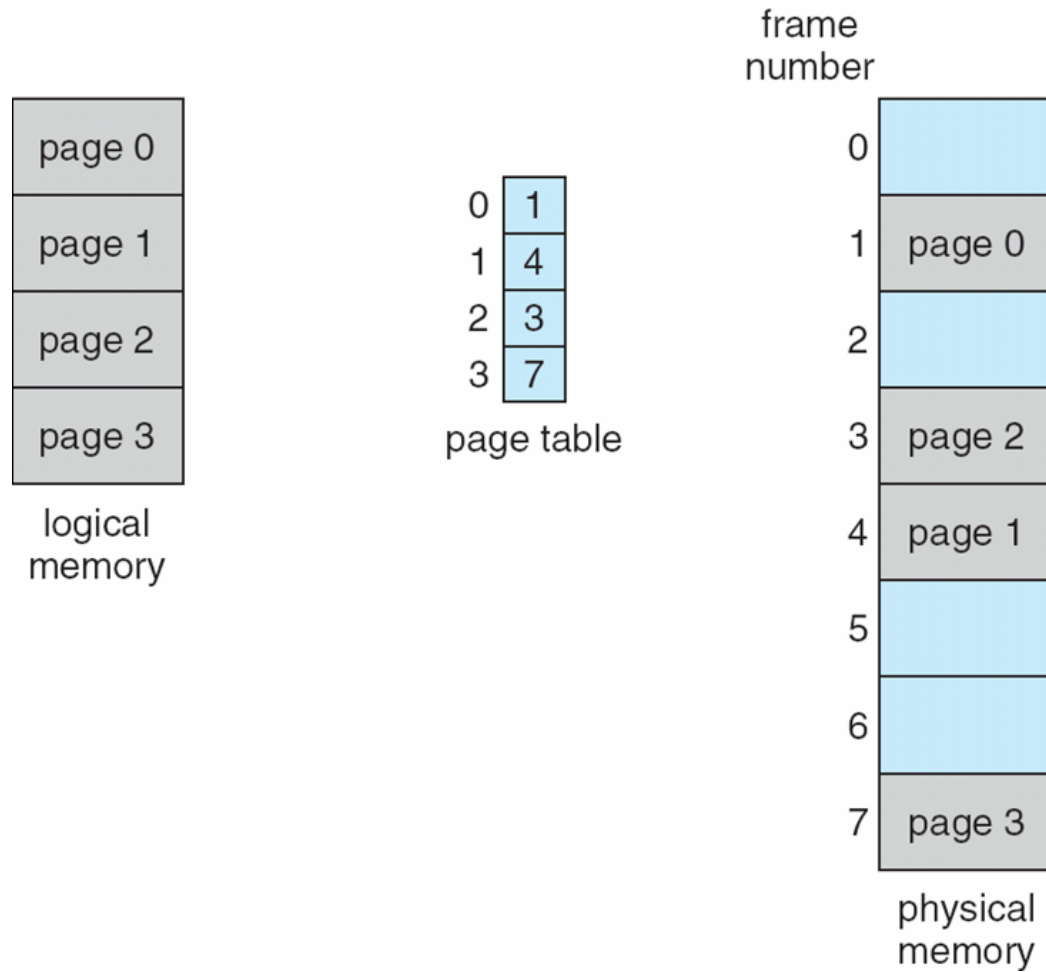 page 0
page 1
page 2
page 3
logical
memory
0 1
1 4
2 3
3 7
page table
frame
number
0
1 page 0
2
3 page 2
4 page 1
5
6
7 page 3
physical
memory